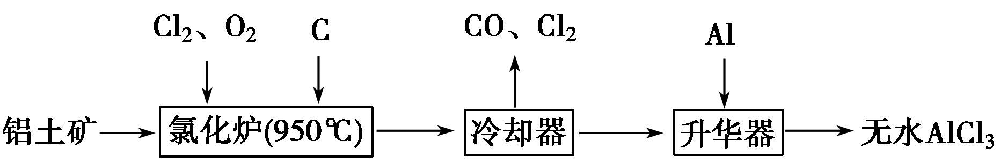 Cl₂、O₂
C
CO、Cl₂
Al
铝土矿
氯化炉(950℃)
冷却器
升华器
无水AlCl₃